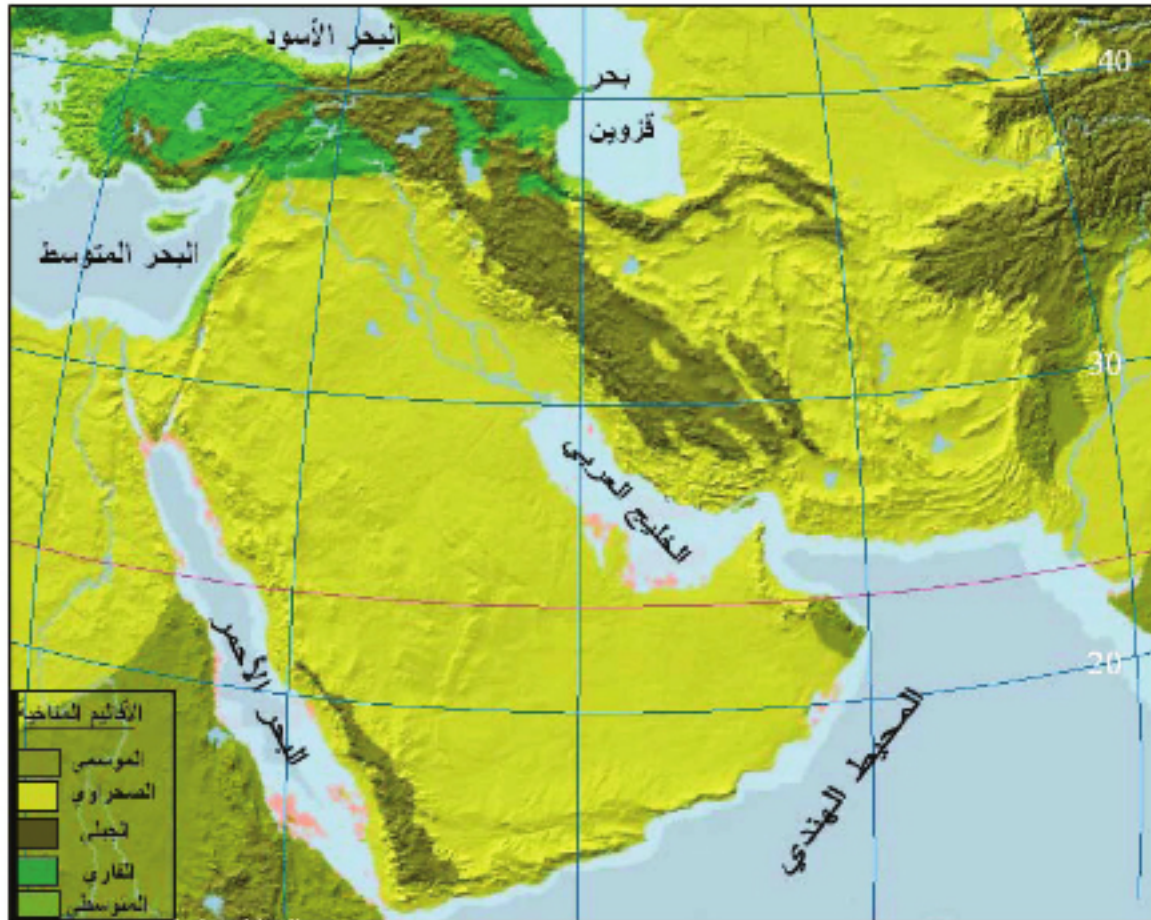 البحر الأسود
بحر
قزوين
40
البحر المتوسط
30
الخليج العربي
البحر الأحمر
20
المحيط الهندي
الأقاليم المناخية
الموسمي
الصحراوي
الجبلي
القاري
المتوسطي